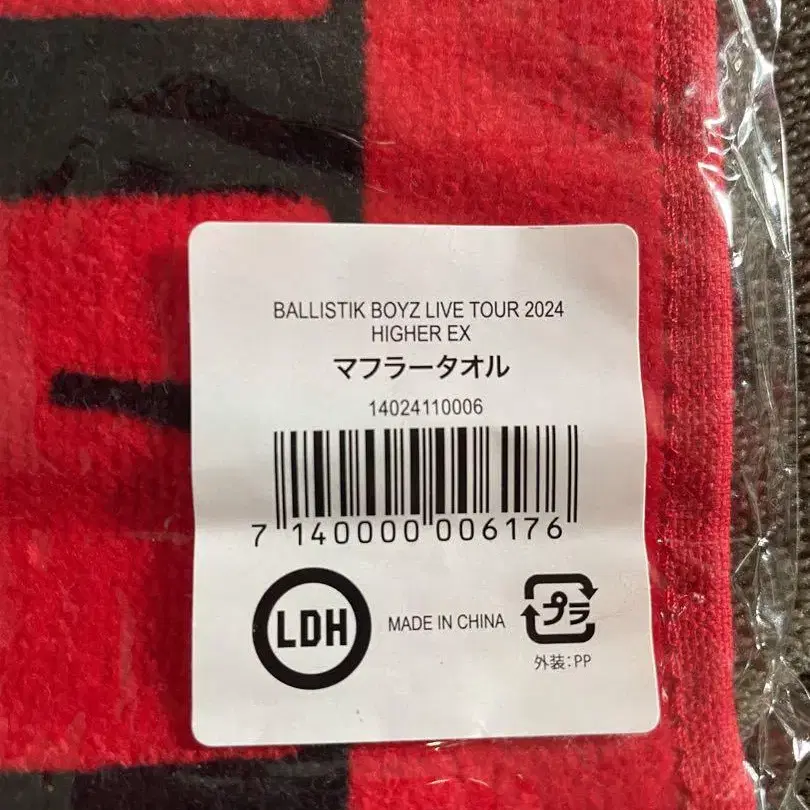 BALLISTIK BOYZ LIVE TOUR 2024
HIGHER EX
マフラータオル
14024110006
7 140000 006176
LDH
MADE IN CHINA
プラ
外装:PP